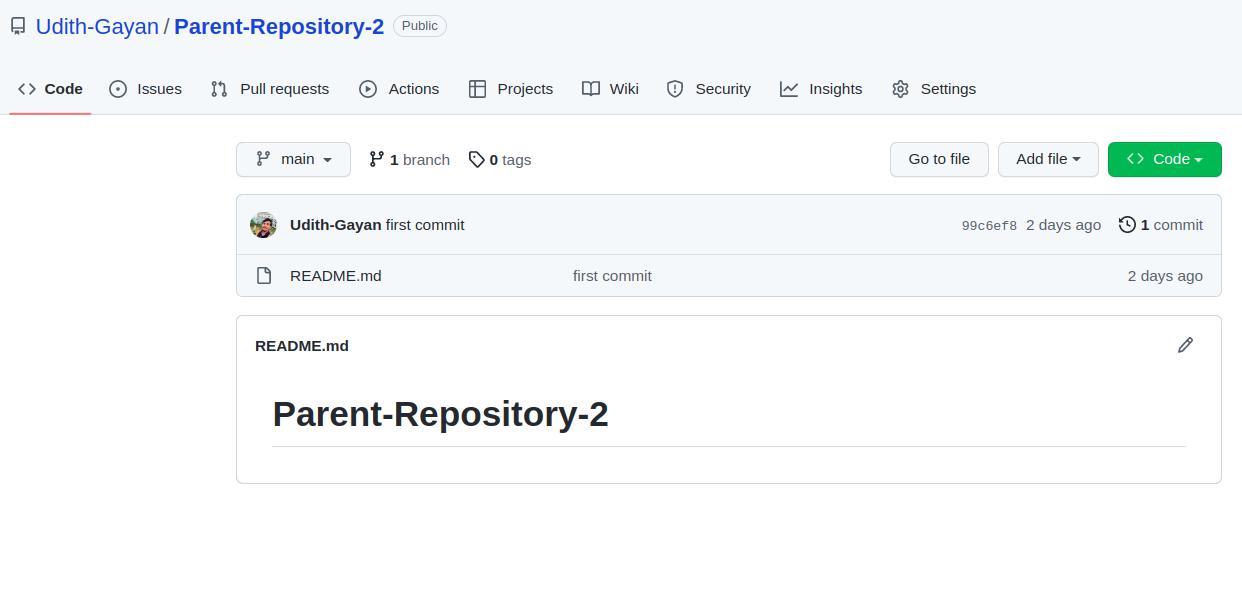 Udith-Gayan / Parent-Repository-2 Public
Code Issues Pull requests Actions Projects Wiki Security Insights Settings
main 1 branch 0 tags Go to file Add file Code
Udith-Gayan first commit 99c6ef8 2 days ago 1 commit
README.md first commit 2 days ago
README.md
Parent-Repository-2